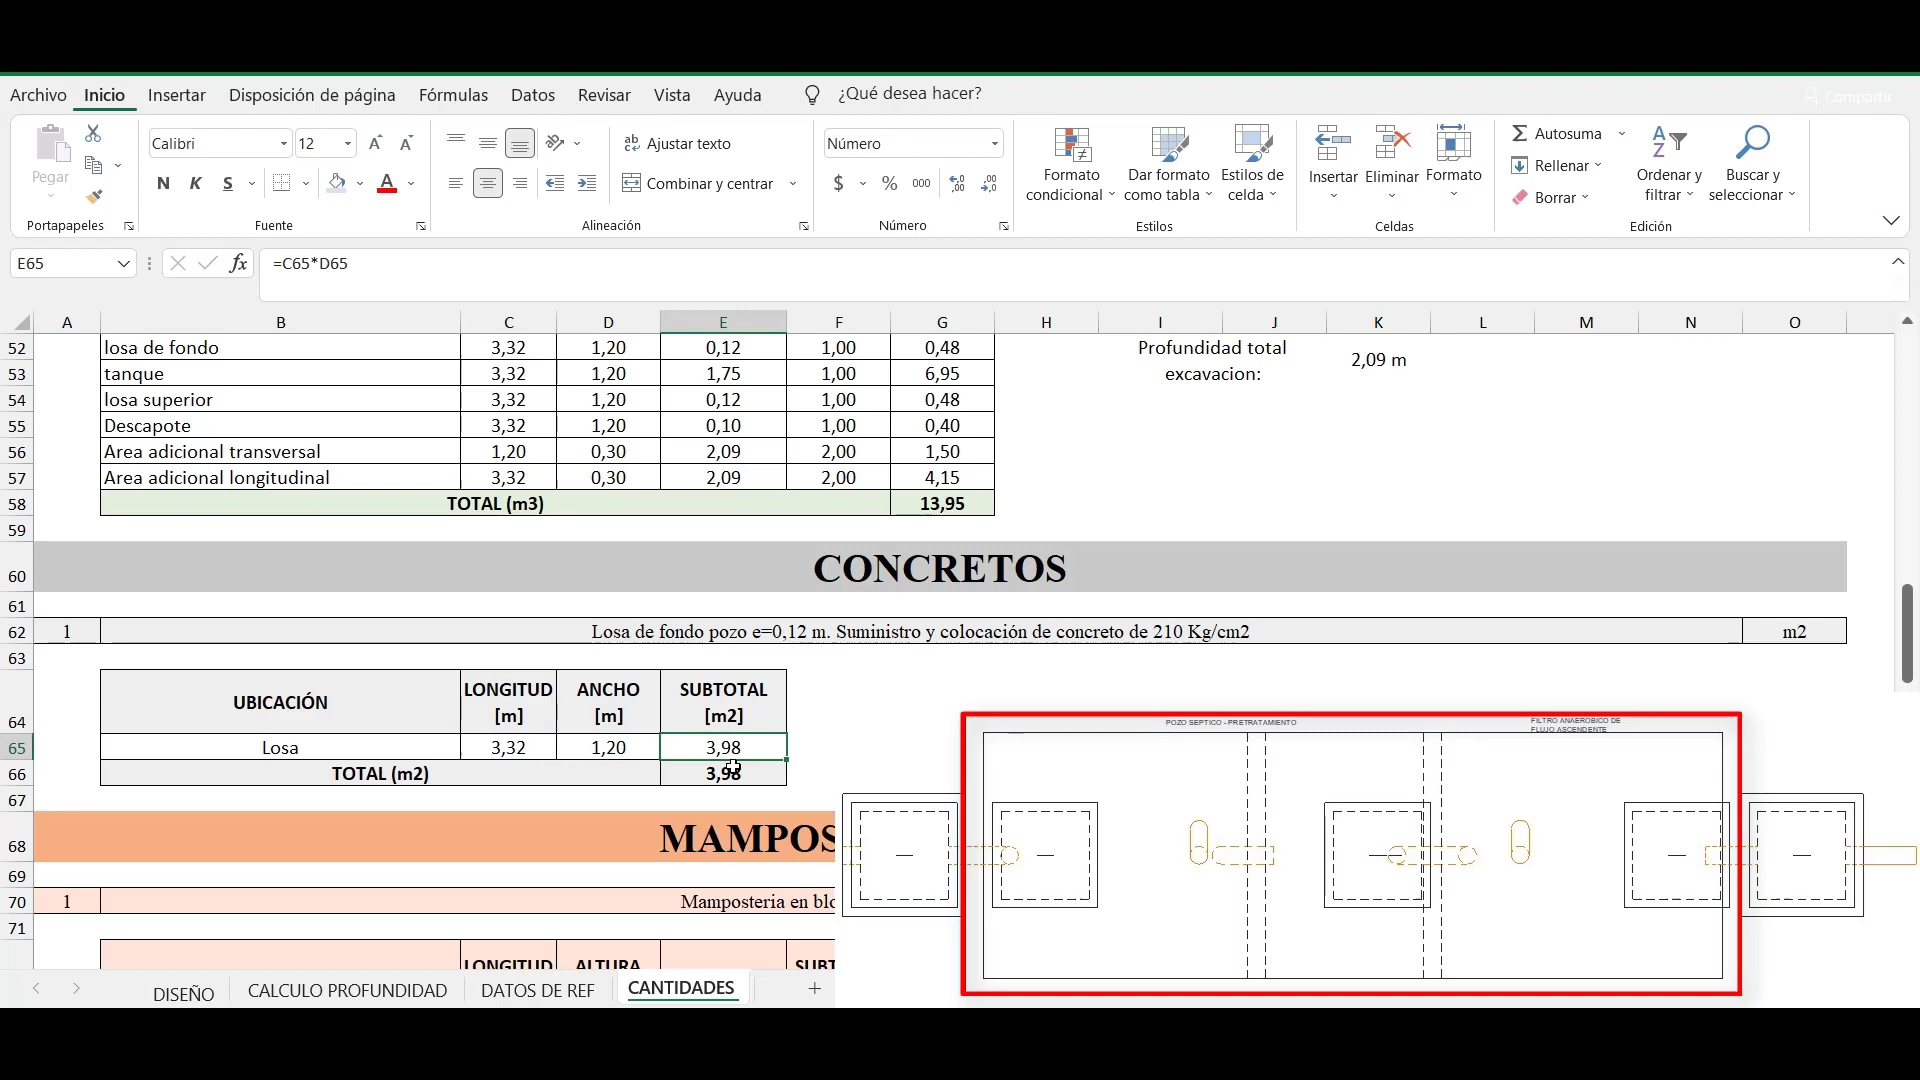 Archivo Inicio Insertar Disposición de página Fórmulas Datos Revisar Vista Ayuda ¿Qué desea hacer? Compartir
Calibri 12 Ajustar texto Número Autosuma
Pegar Formato condicional Dar formato como tabla Estilos de celda Insertar Eliminar Formato Rellenar Ordenar y filtrar Buscar y seleccionar
N K S A Combinar y centrar $ % 000 Borrar
Portapapeles Fuente Alineación Número Estilos Celdas Edición
E65 fx =C65*D65
A B C D E F G H I J K L M N O
52 losa de fondo 3,32 1,20 0,12 1,00 0,48 Profundidad total
53 tanque 3,32 1,20 1,75 1,00 6,95 excavacion: 2,09 m
54 losa superior 3,32 1,20 0,12 1,00 0,48
55 Descapote 3,32 1,20 0,10 1,00 0,40
56 Area adicional transversal 1,20 0,30 2,09 2,00 1,50
57 Area adicional longitudinal 3,32 0,30 2,09 2,00 4,15
58 TOTAL (m3) 13,95
59
60 CONCRETOS
61
62 1 Losa de fondo pozo e=0,12 m. Suministro y colocación de concreto de 210 Kg/cm2 m2
63
64 UBICACIÓN LONGITUD [m] ANCHO [m] SUBTOTAL [m2]
65 Losa 3,32 1,20 3,98
66 TOTAL (m2) 3,98
67
68 MAMPOS
69
70 1 Mamposteria en blo
71
LONGITUD ALTURA SUBT
POZO SEPTICO - PRETRATAMIENTO
FILTRO ANAEROBICO DE
FLUJO ASCENDENTE
DISEÑO CALCULO PROFUNDIDAD DATOS DE REF CANTIDADES